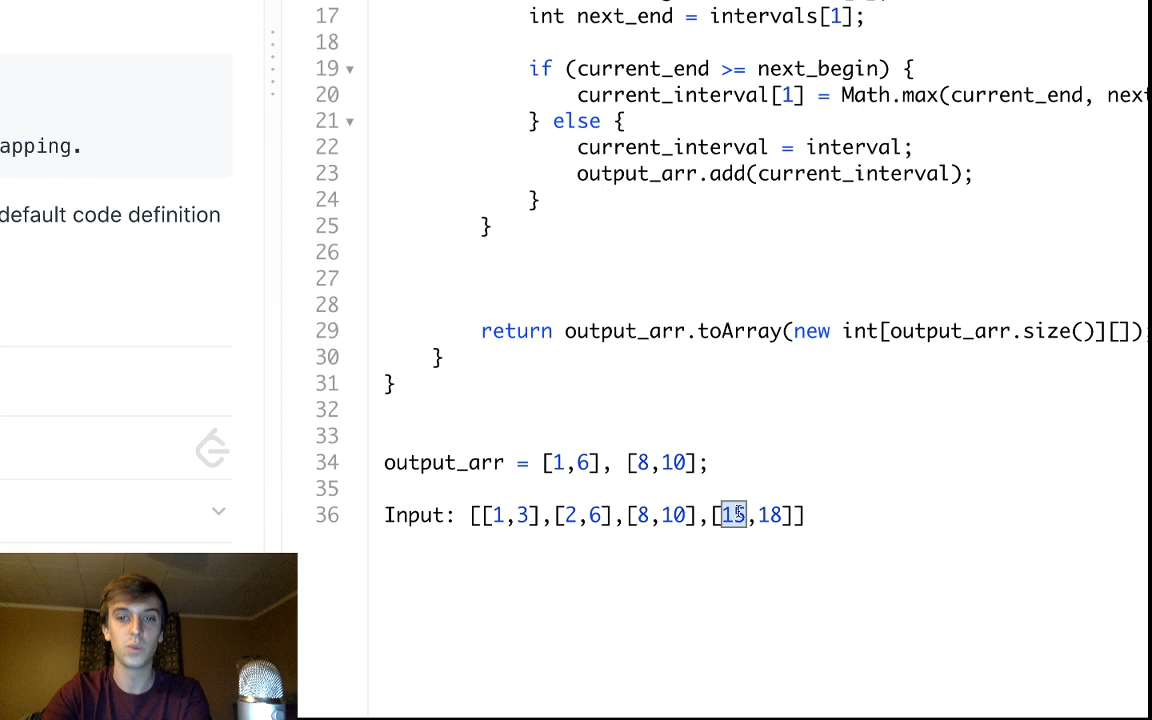 apping.
default code definition
17 int next_end = intervals[1];
18
19 if (current_end >= next_begin) {
20 current_interval[1] = Math.max(current_end, next
21 } else {
22 current_interval = interval;
23 output_arr.add(current_interval);
24 }
25 }
26
27
28
29 return output_arr.toArray(new int[output_arr.size()][])
30 }
31 }
32
33
34 output_arr = [1,6], [8,10];
35
36 Input: [[1,3],[2,6],[8,10],[15,18]]